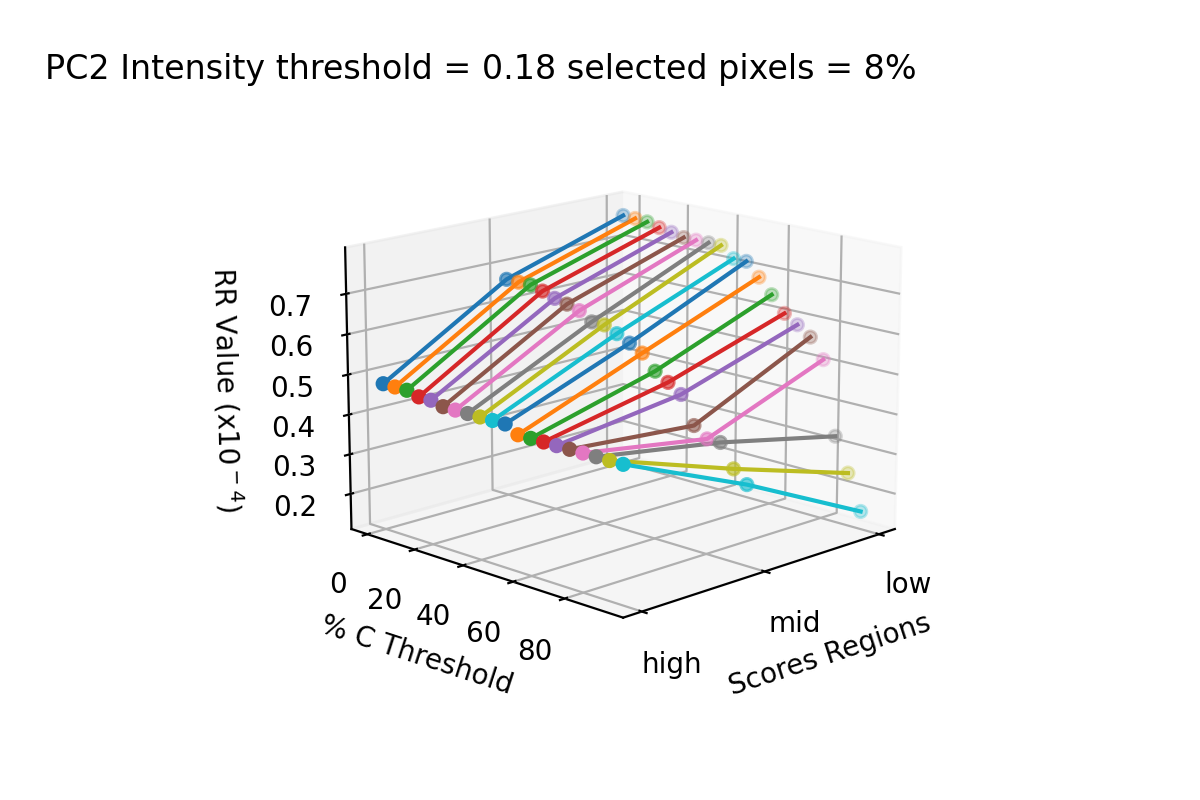 PC2 Intensity threshold = 0.18 selected pixels = 8%
RR Value (x10⁻⁴)
0.7
0.6
0.5
0.4
0.3
0.2
0
20
40
60
80
% C Threshold
high
mid
low
Scores Regions